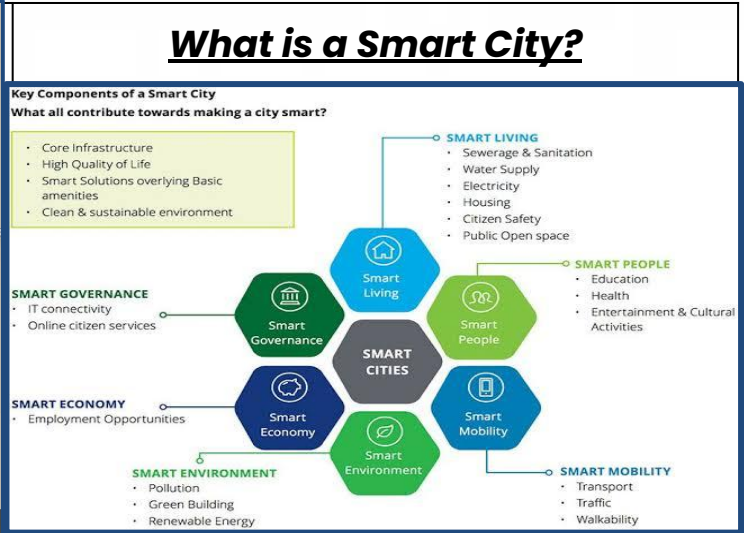 What is a Smart City?
Key Components of a Smart City
What all contribute towards making a city smart?
• Core Infrastructure
• High Quality of Life
• Smart Solutions overlying Basic
amenities
• Clean & sustainable environment
SMART LIVING
• Sewerage & Sanitation
• Water Supply
• Electricity
• Housing
• Citizen Safety
• Public Open space
SMART PEOPLE
• Education
• Health
• Entertainment & Cultural
Activities
SMART GOVERNANCE
• IT connectivity
• Online citizen services
Smart
Living
Smart
Governance
Smart
People
SMART
CITIES
Smart
Economy
Smart
Mobility
Smart
Environment
SMART ECONOMY
• Employment Opportunities
SMART ENVIRONMENT
• Pollution
• Green Building
• Renewable Energy
SMART MOBILITY
• Transport
• Traffic
• Walkability